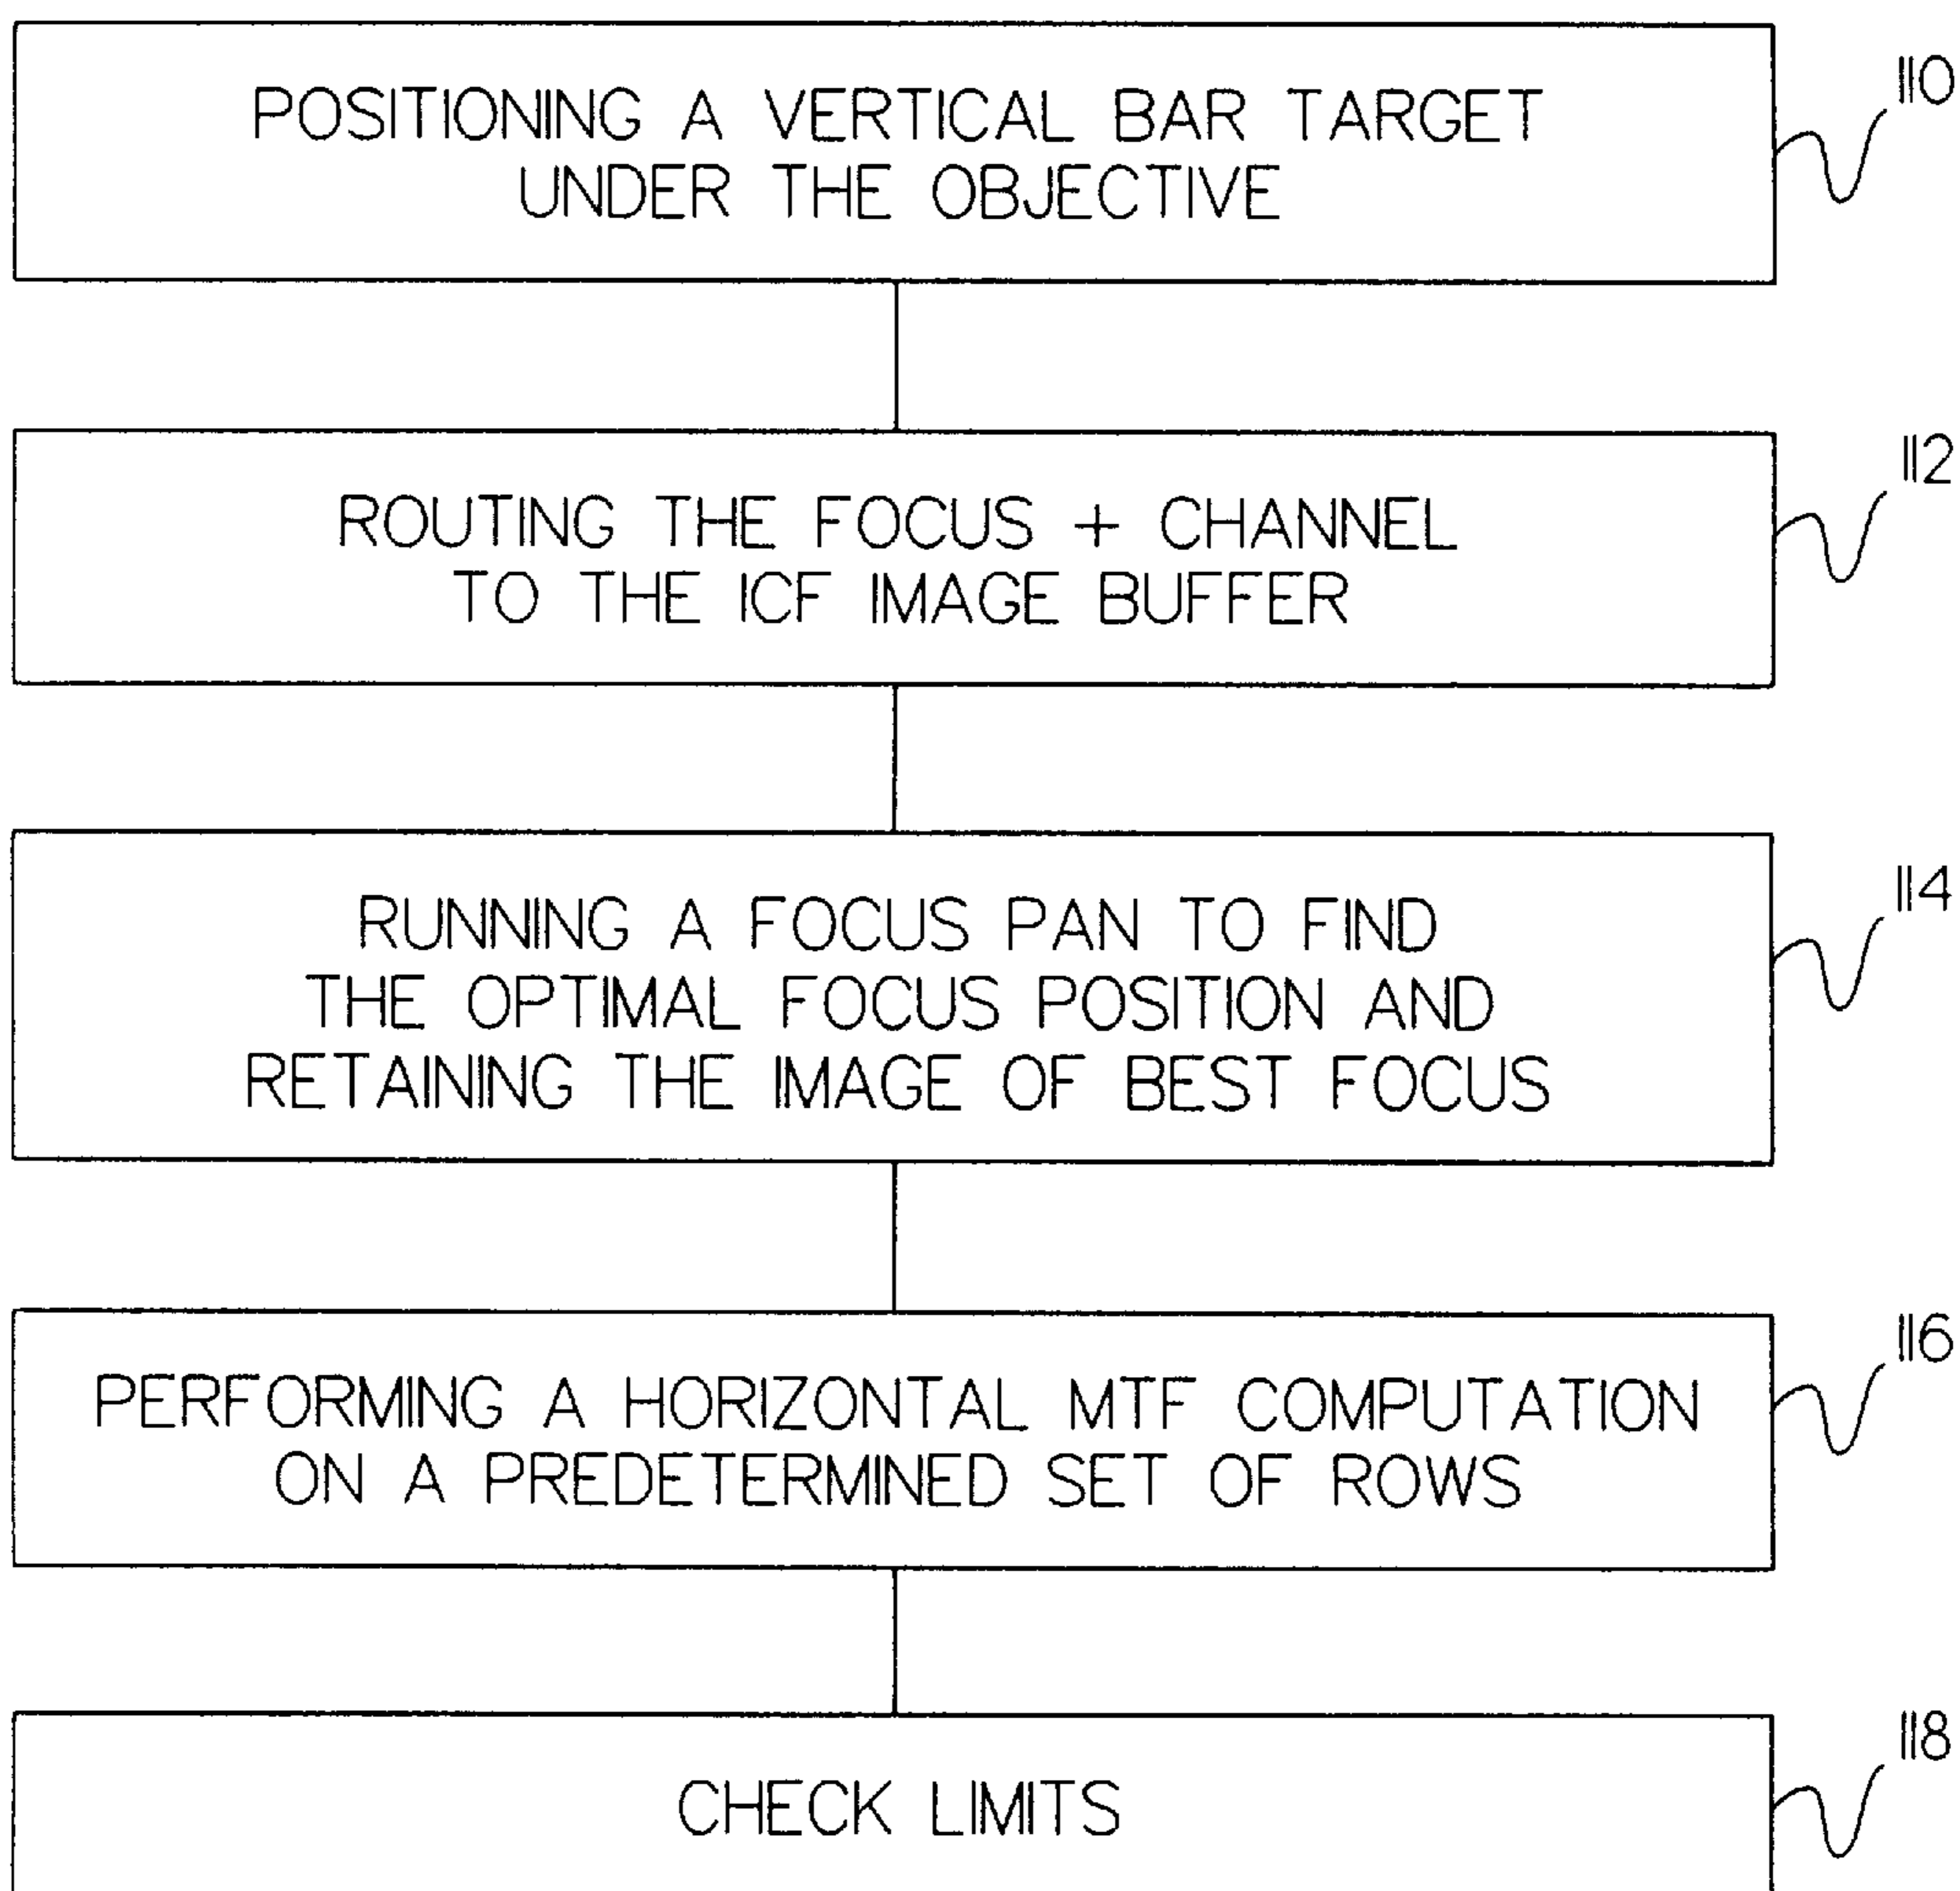 POSITIONING A VERTICAL BAR TARGET
UNDER THE OBJECTIVE
110
ROUTING THE FOCUS + CHANNEL
TO THE ICF IMAGE BUFFER
112
RUNNING A FOCUS PAN TO FIND
THE OPTIMAL FOCUS POSITION AND
RETAINING THE IMAGE OF BEST FOCUS
114
PERFORMING A HORIZONTAL MTF COMPUTATION
ON A PREDETERMINED SET OF ROWS
116
CHECK LIMITS
118